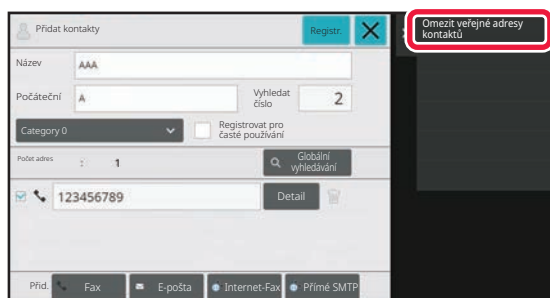 Přidat kontakty
Registr.
Omezit veřejné adresy
kontaktů
Název
AAA
Počáteční
A
Vyhledat
číslo
2
Category 0
Registrovat pro
časté používání
Počet adres : 1
Globální
vyhledávání
123456789
Detail
Přid.
Fax
E-pošta
Internet-Fax
Přímé SMTP